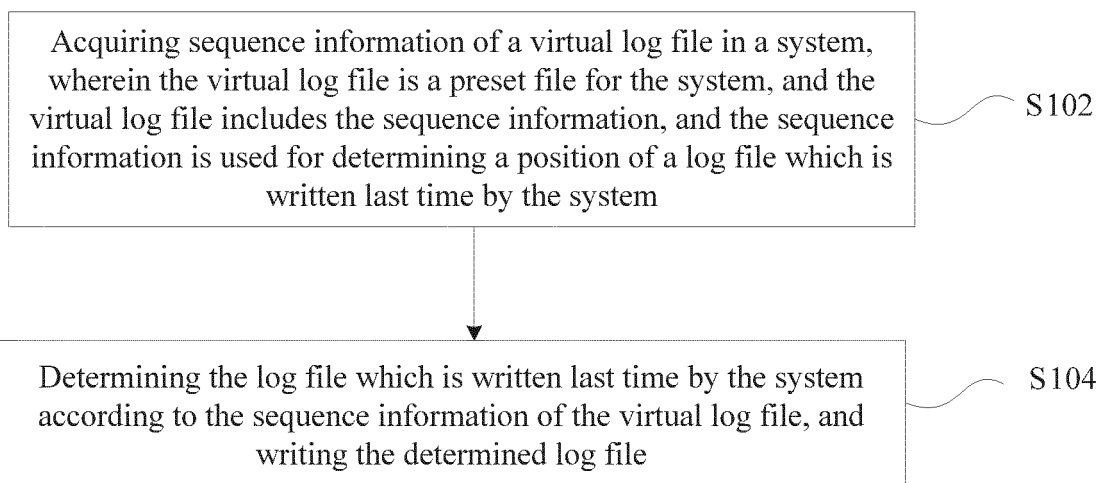 Acquiring sequence information of a virtual log file in a system,
wherein the virtual log file is a preset file for the system, and the
virtual log file includes the sequence information, and the sequence
information is used for determining a position of a log file which is
written last time by the system
S102
Determining the log file which is written last time by the system
according to the sequence information of the virtual log file, and
writing the determined log file
S104